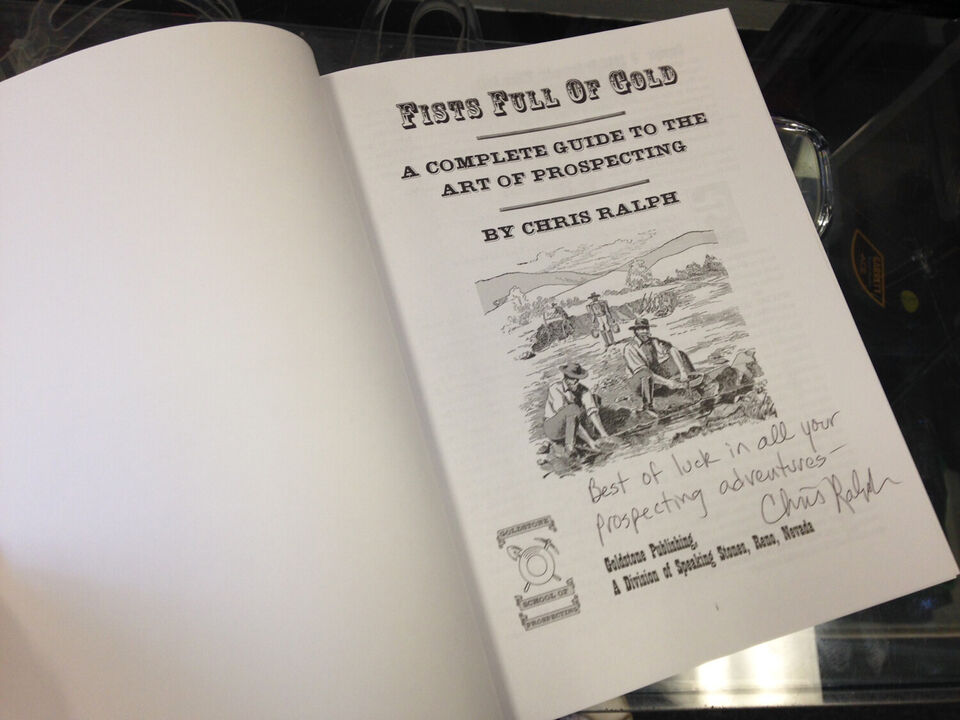 FISTS FULL OF GOLD
A COMPLETE GUIDE TO THE
ART OF PROSPECTING
BY CHRIS RALPH
Best of luck in all your
prospecting adventures-
Chris Ralph
GOLDSTONE
SCHOOL OF
PROSPECTING
Goldstone Publishing,
A Division of Speaking Stones, Reno, Nevada